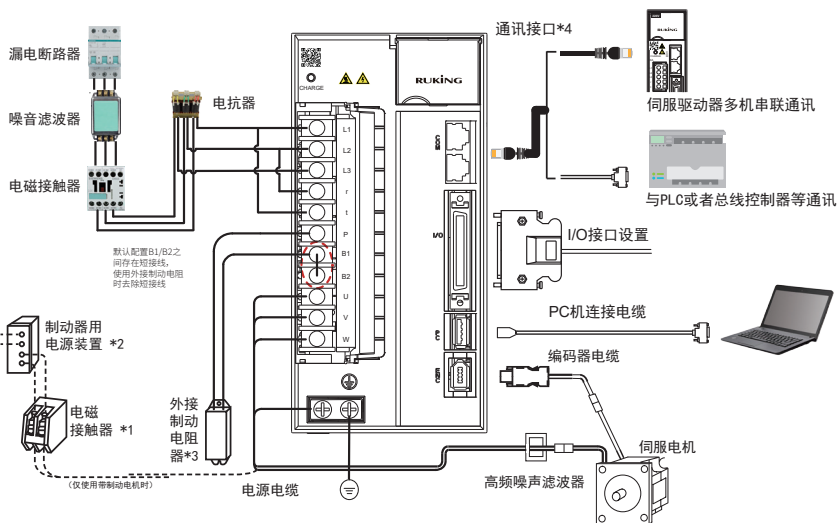 漏电断路器
噪音滤波器
电磁接触器
电抗器
默认配置B1/B2之
间存在短接线，
使用外接制动电阻
时去除短接线
制动器用
电源装置 *2
电磁
接触器 *1
（仅使用带制动电机时）
外接
制动
电阻
器*3
电源电缆
CHARGE
RUKING
L1
L2
L3
r
t
P
B1
B2
U
V
W
I/O
通讯接口*4
RUKING
伺服驱动器多机串联通讯
与PLC或者总线控制器等通讯
I/O接口设置
PC机连接电缆
编码器电缆
伺服电机
高频噪声滤波器